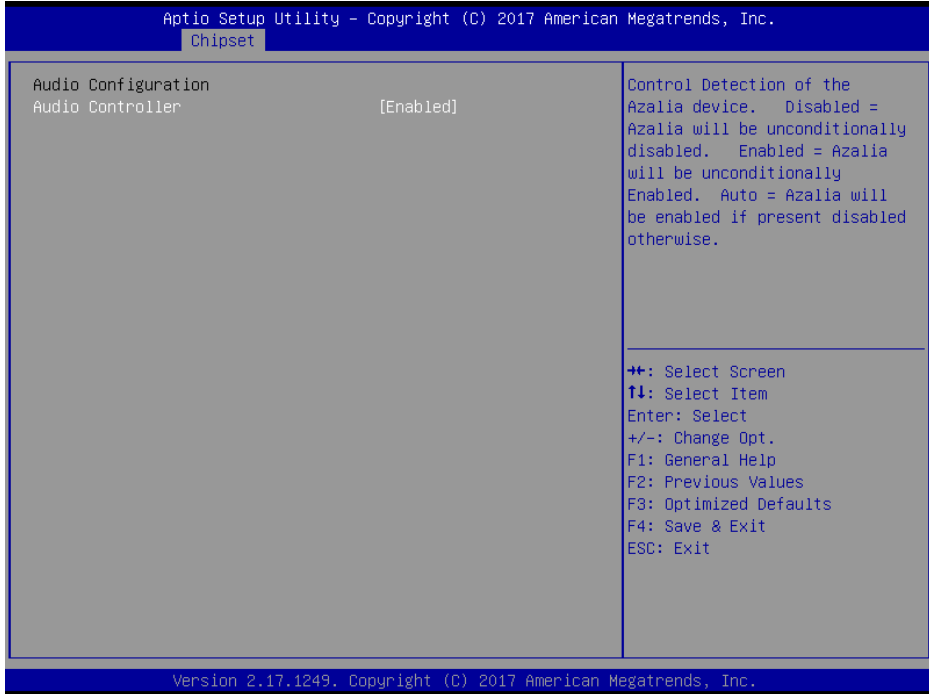 Aptio Setup Utility – Copyright (C) 2017 American Megatrends, Inc.
Chipset
Audio Configuration
Audio Controller [Enabled]
Control Detection of the
Azalia device. Disabled =
Azalia will be unconditionally
disabled. Enabled = Azalia
will be unconditionally
Enabled. Auto = Azalia will
be enabled if present disabled
otherwise.
→←: Select Screen
↑↓: Select Item
Enter: Select
+/-: Change Opt.
F1: General Help
F2: Previous Values
F3: Optimized Defaults
F4: Save & Exit
ESC: Exit
Version 2.17.1249. Copyright (C) 2017 American Megatrends, Inc.